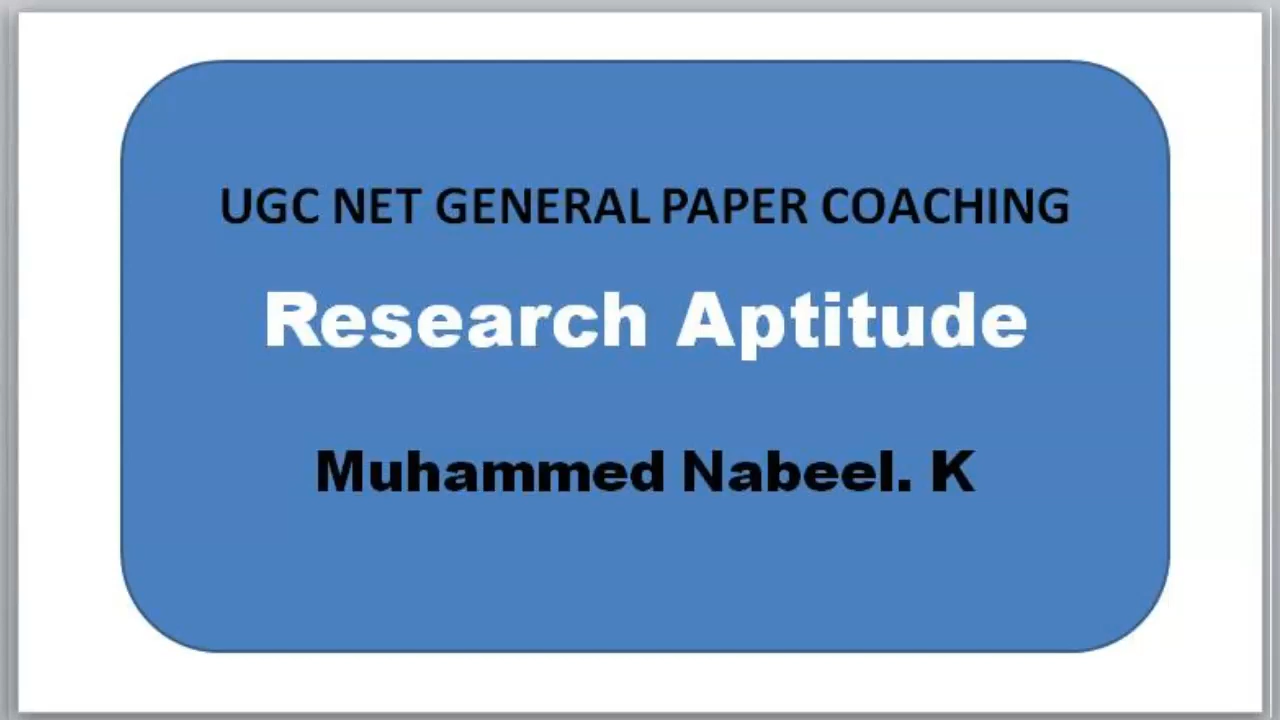 UGC NET GENERAL PAPER COACHING
Research Aptitude
Muhammed Nabeel. K